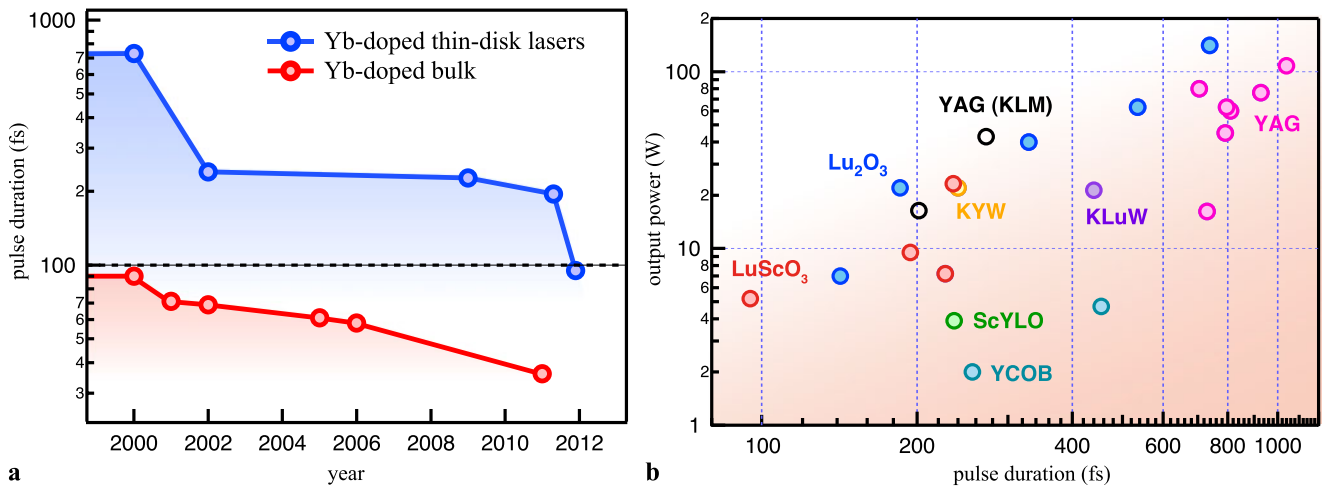 1000
7
6
5
4
3
2
100
7
6
5
4
3
pulse duration (fs)
Yb-doped thin-disk lasers
Yb-doped bulk
2000
2002
2004
2006
2008
2010
2012
year
a
2
100
8
6
4
2
10
8
6
4
2
1
output power (W)
YAG (KLM)
YAG
Lu₂O₃
KYW
KLuW
LuScO₃
ScYLO
YCOB
100
200
400
600
800
1000
pulse duration (fs)
b